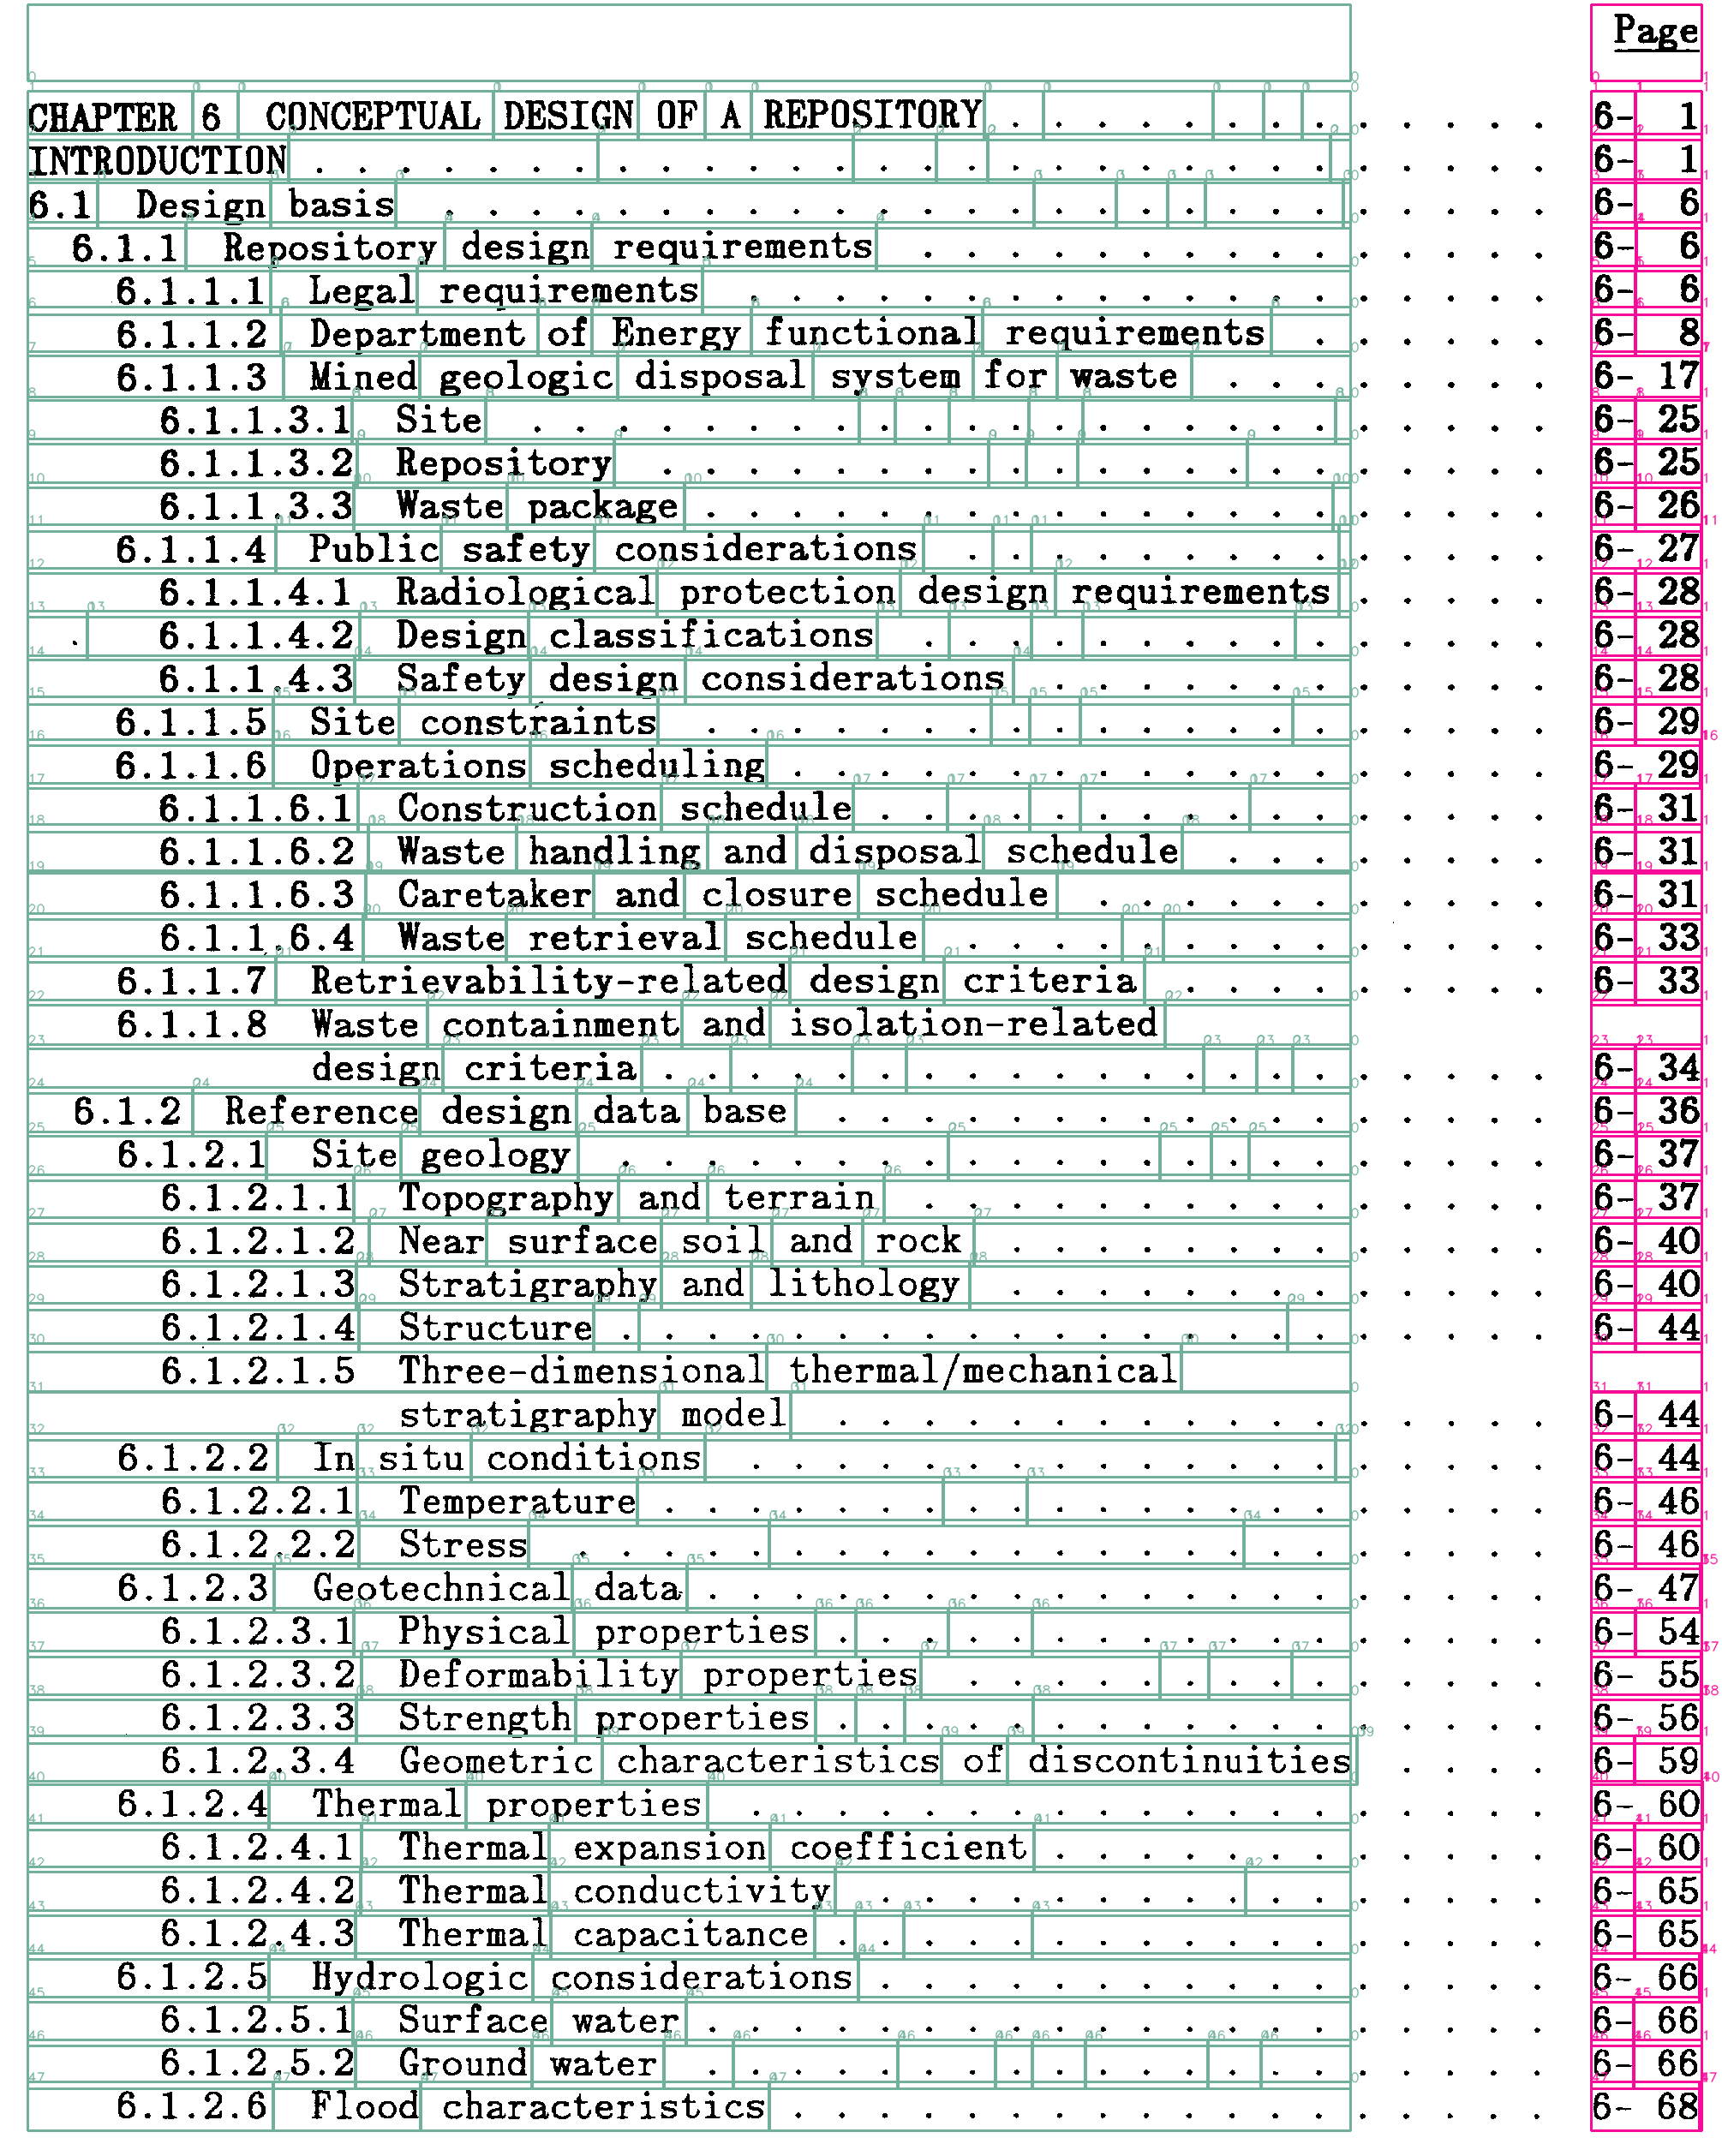 Page
CHAPTER 6 CONCEPTUAL DESIGN OF A REPOSITORY . . . . . . . . . . . . . 6- 1
INTRODUCTION . . . . . . . . . . . . . . . . . . . . . . . . . . . . . 6- 1
6.1 Design basis . . . . . . . . . . . . . . . . . . . . . . . . . . 6- 6
6.1.1 Repository design requirements . . . . . . . . . . . . . . . 6- 6
6.1.1.1 Legal requirements . . . . . . . . . . . . . . . . . . . 6- 6
6.1.1.2 Department of Energy functional requirements . . . . . . 6- 8
6.1.1.3 Mined geologic disposal system for waste . . . . . . . . 6- 17
6.1.1.3.1 Site . . . . . . . . . . . . . . . . . . . . . . . . 6- 25
6.1.1.3.2 Repository . . . . . . . . . . . . . . . . . . . . . 6- 25
6.1.1.3.3 Waste package . . . . . . . . . . . . . . . . . . . . 6- 26
6.1.1.4 Public safety considerations . . . . . . . . . . . . . . 6- 27
6.1.1.4.1 Radiological protection design requirements . . . . . 6- 28
6.1.1.4.2 Design classifications . . . . . . . . . . . . . . . 6- 28
6.1.1.4.3 Safety design considerations . . . . . . . . . . . . 6- 28
6.1.1.5 Site constraints . . . . . . . . . . . . . . . . . . . . 6- 29
6.1.1.6 Operations scheduling . . . . . . . . . . . . . . . . . . 6- 29
6.1.1.6.1 Construction schedule . . . . . . . . . . . . . . . . 6- 31
6.1.1.6.2 Waste handling and disposal schedule . . . . . . . . 6- 31
6.1.1.6.3 Caretaker and closure schedule . . . . . . . . . . . 6- 31
6.1.1.6.4 Waste retrieval schedule . . . . . . . . . . . . . . 6- 33
6.1.1.7 Retrievability-related design criteria . . . . . . . . . 6- 33
6.1.1.8 Waste containment and isolation-related
design criteria . . . . . . . . . . . . . . . . . . . . . 6- 34
6.1.2 Reference design data base . . . . . . . . . . . . . . . . . 6- 36
6.1.2.1 Site geology . . . . . . . . . . . . . . . . . . . . . . 6- 37
6.1.2.1.1 Topography and terrain . . . . . . . . . . . . . . . 6- 37
6.1.2.1.2 Near surface soil and rock . . . . . . . . . . . . . 6- 40
6.1.2.1.3 Stratigraphy and lithology . . . . . . . . . . . . . 6- 40
6.1.2.1.4 Structure . . . . . . . . . . . . . . . . . . . . . . 6- 44
6.1.2.1.5 Three-dimensional thermal/mechanical
stratigraphy model . . . . . . . . . . . . . . . . . 6- 44
6.1.2.2 In situ conditions . . . . . . . . . . . . . . . . . . . 6- 44
6.1.2.2.1 Temperature . . . . . . . . . . . . . . . . . . . . . 6- 46
6.1.2.2.2 Stress . . . . . . . . . . . . . . . . . . . . . . . 6- 46
6.1.2.3 Geotechnical data . . . . . . . . . . . . . . . . . . . . 6- 47
6.1.2.3.1 Physical properties . . . . . . . . . . . . . . . . . 6- 54
6.1.2.3.2 Deformability properties . . . . . . . . . . . . . . 6- 55
6.1.2.3.3 Strength properties . . . . . . . . . . . . . . . . . 6- 56
6.1.2.3.4 Geometric characteristics of discontinuities . . . . 6- 59
6.1.2.4 Thermal properties . . . . . . . . . . . . . . . . . . . 6- 60
6.1.2.4.1 Thermal expansion coefficient . . . . . . . . . . . . 6- 60
6.1.2.4.2 Thermal conductivity . . . . . . . . . . . . . . . . 6- 65
6.1.2.4.3 Thermal capacitance . . . . . . . . . . . . . . . . . 6- 65
6.1.2.5 Hydrologic considerations . . . . . . . . . . . . . . . . 6- 66
6.1.2.5.1 Surface water . . . . . . . . . . . . . . . . . . . . 6- 66
6.1.2.5.2 Ground water . . . . . . . . . . . . . . . . . . . . 6- 66
6.1.2.6 Flood characteristics . . . . . . . . . . . . . . . . . . 6- 68